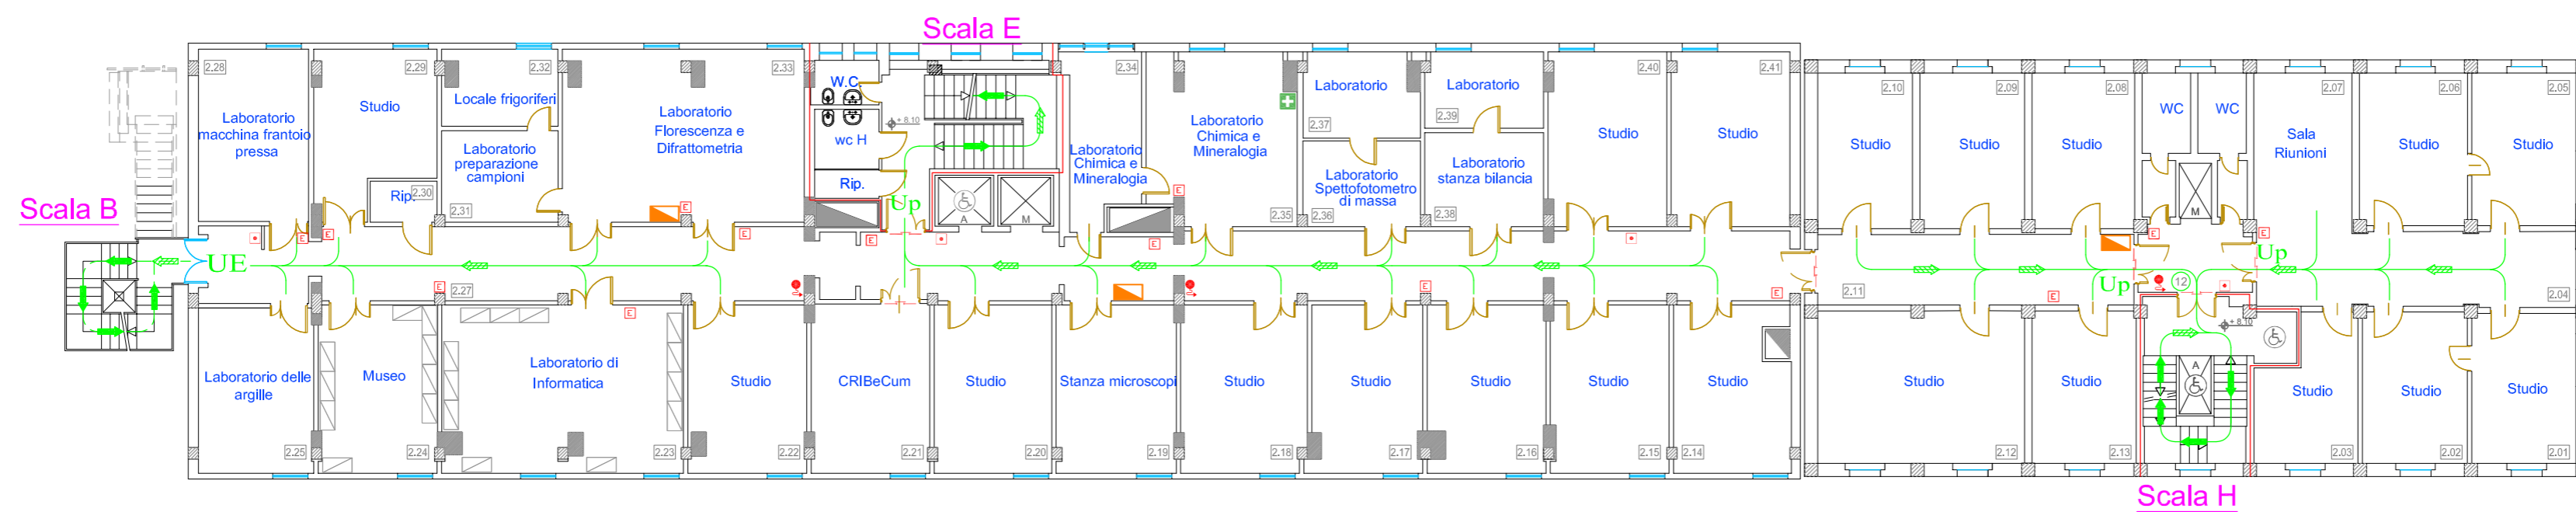 Scala E
2.28
2.29
2.32
2.33
2.34
2.40
2.41
2.10
2.09
2.08
2.07
2.06
2.05
W.C.
wc H
Rip.
+ 8.10
Studio
Locale frigoriferi
Laboratorio
macchina frantoio
pressa
Laboratorio
preparazione
campioni
Laboratorio
Florescenza e
Difrattometria
Rip.
2.30
2.31
Laboratorio
Chimica e
Mineralogia
Laboratorio
Chimica e
Mineralogia
2.35
Laboratorio
2.37
Laboratorio
Spettofotometro
di massa
2.36
Laboratorio
2.39
Laboratorio
stanza bilancia
2.38
Studio
Studio
Studio
Studio
Studio
WC
WC
Sala
Riunioni
Studio
Studio
A
M
M
Scala B
UE
Up
Up
Up
E
E
E
E
E
E
E
E
E
E
E
E
E
E
2.27
2.11
12
2.04
+ 8.10
Laboratorio delle
argille
2.25
Museo
2.24
Laboratorio di
Informatica
2.23
Studio
2.22
CRIBeCum
2.21
Studio
2.20
Stanza microscopi
2.19
Studio
2.18
Studio
2.17
Studio
2.16
Studio
2.15
Studio
2.14
Studio
2.12
Studio
2.13
A
Studio
2.03
Studio
2.02
Studio
2.01
Scala H